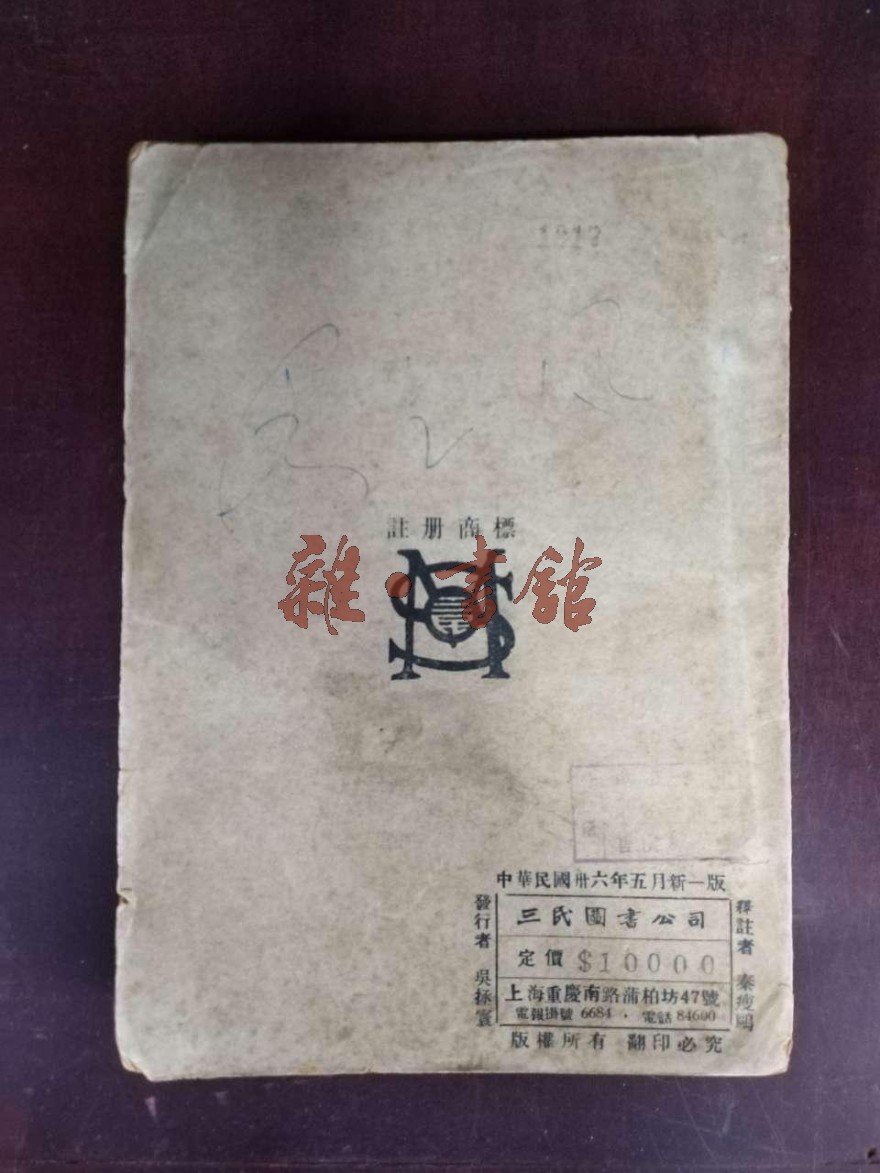 1917
註册商標
雜·書館
中華民國卅六年五月新一版
發行者 吳拯寰
三民圖書公司
定價 $10000
上海重慶南路蒲柏坊47號
電報掛號 6684 · 電話 84600
釋註者 秦瘦鷗
版權所有 翻印必究